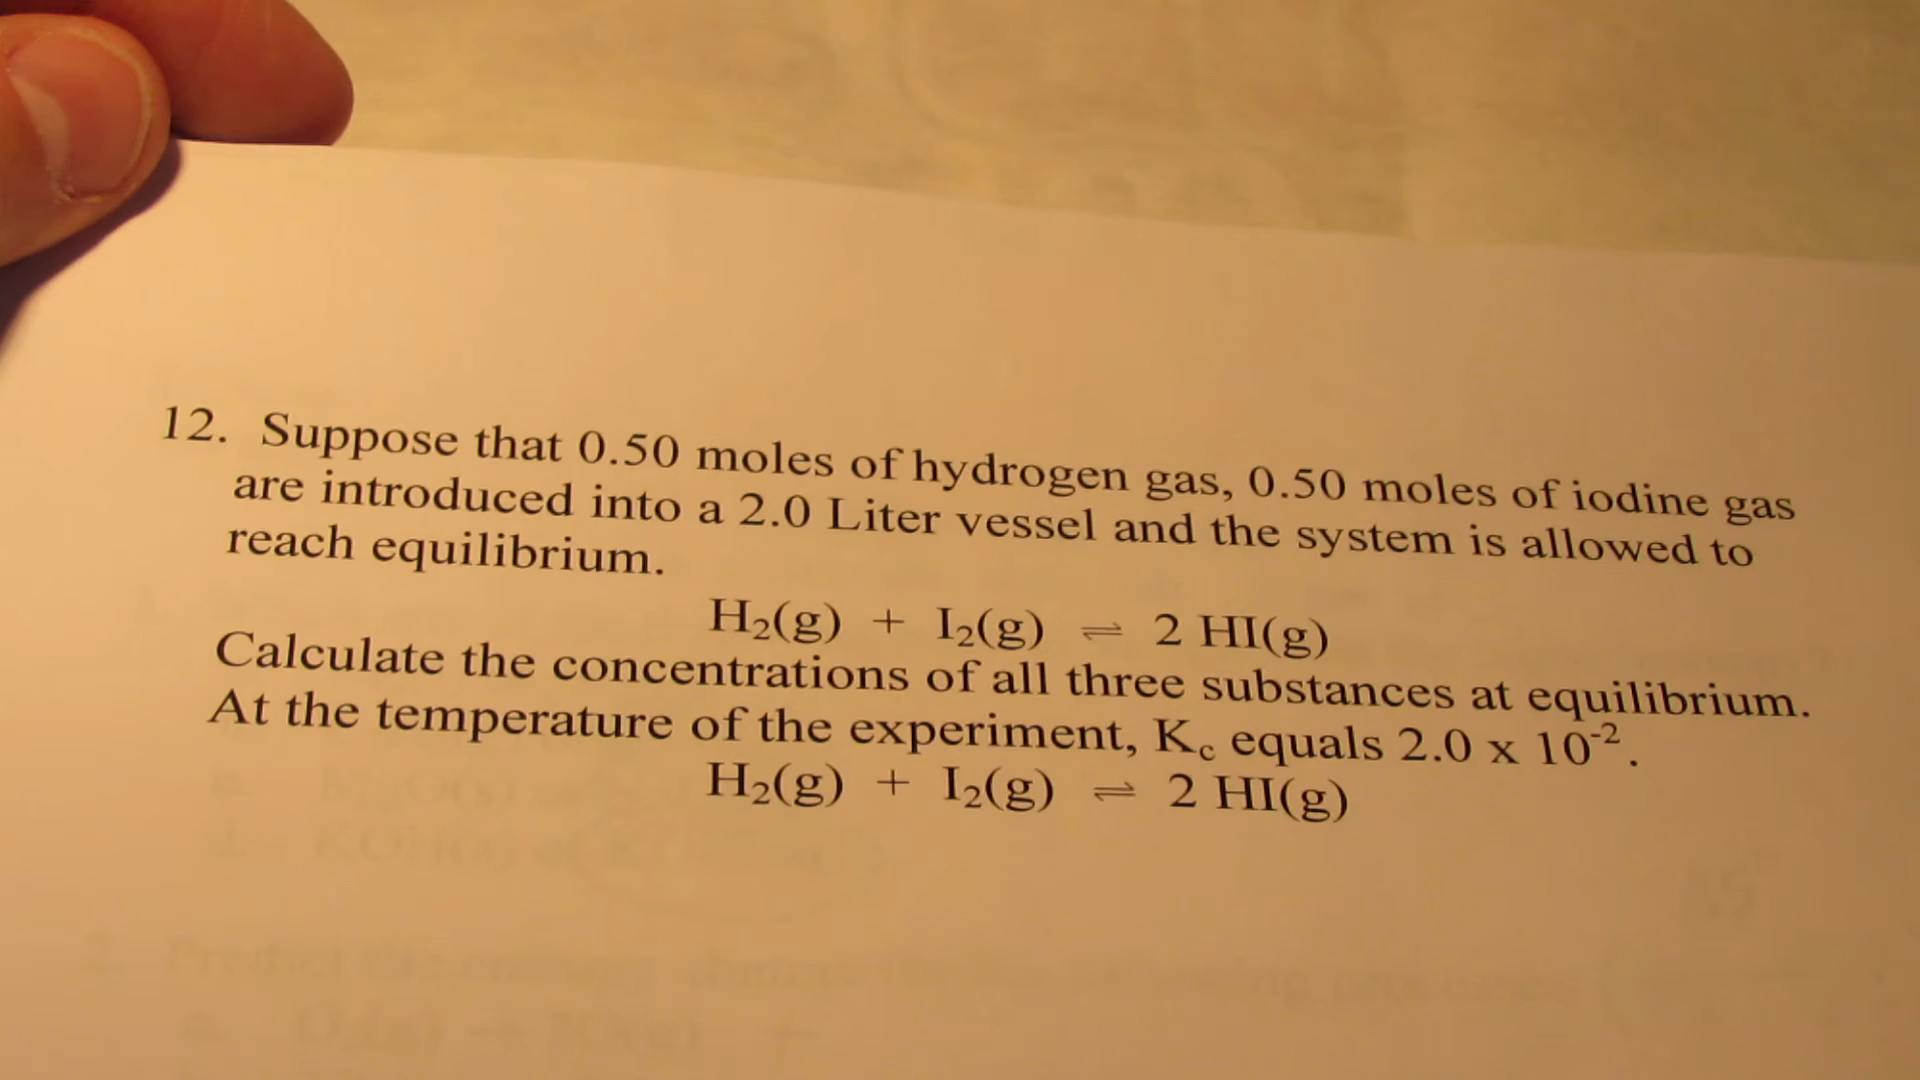 12. Suppose that 0.50 moles of hydrogen gas, 0.50 moles of iodine gas
are introduced into a 2.0 Liter vessel and the system is allowed to
reach equilibrium.
H₂(g) + I₂(g) ⇌ 2 HI(g)
Calculate the concentrations of all three substances at equilibrium.
At the temperature of the experiment, K꜀ equals 2.0 x 10⁻².
H₂(g) + I₂(g) ⇌ 2 HI(g)